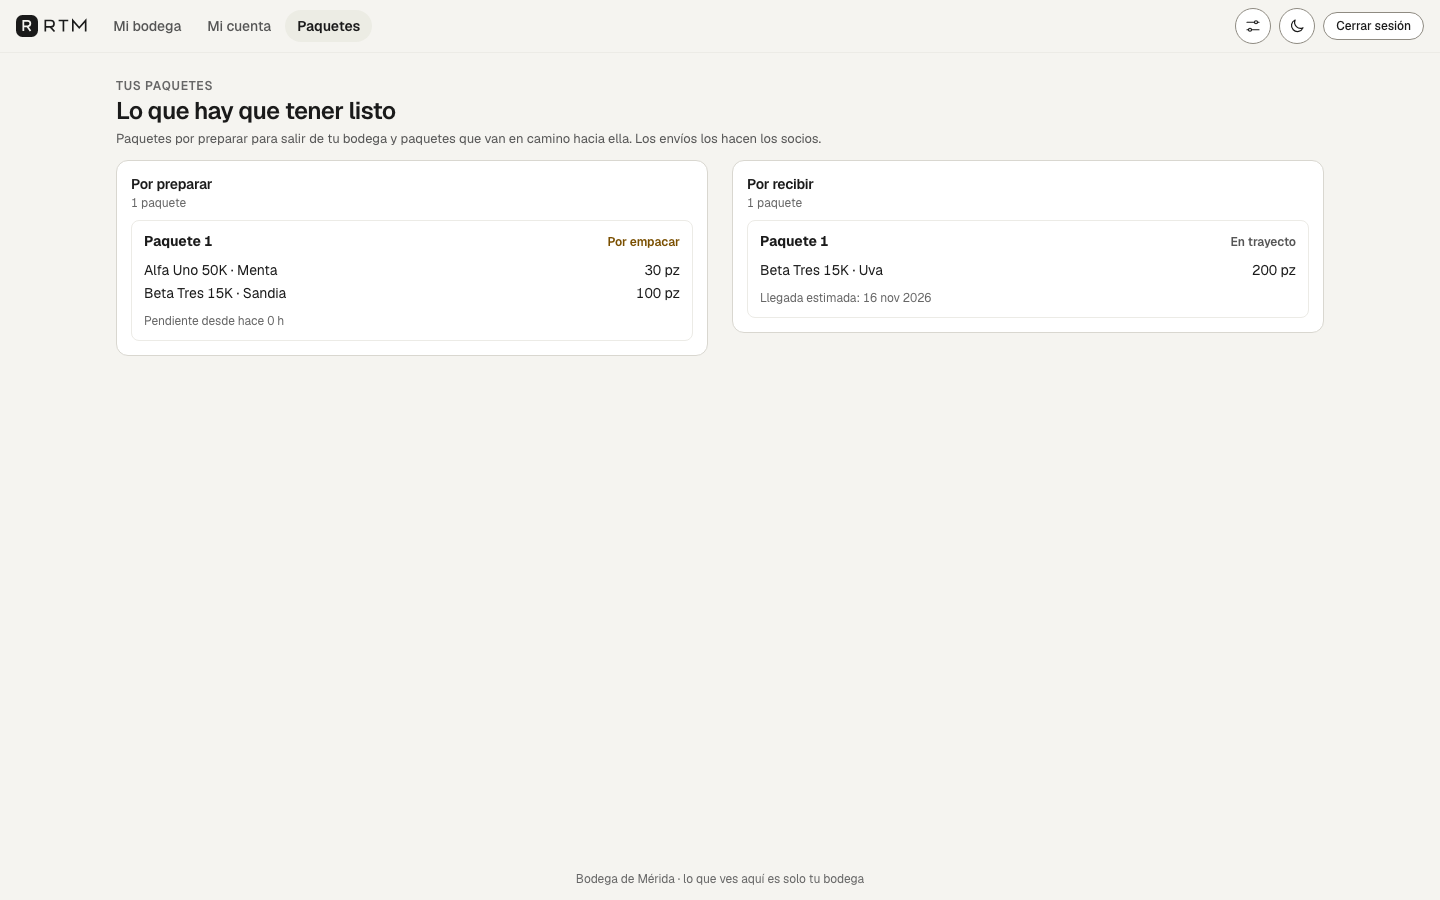 R RTM
Mi bodega
Mi cuenta
Paquetes
Cerrar sesión
TUS PAQUETES
Lo que hay que tener listo
Paquetes por preparar para salir de tu bodega y paquetes que van en camino hacia ella. Los envíos los hacen los socios.
Por preparar
1 paquete
Paquete 1
Por empacar
Alfa Uno 50K · Menta
30 pz
Beta Tres 15K · Sandia
100 pz
Pendiente desde hace 0 h
Por recibir
1 paquete
Paquete 1
En trayecto
Beta Tres 15K · Uva
200 pz
Llegada estimada: 16 nov 2026
Bodega de Mérida · lo que ves aquí es solo tu bodega